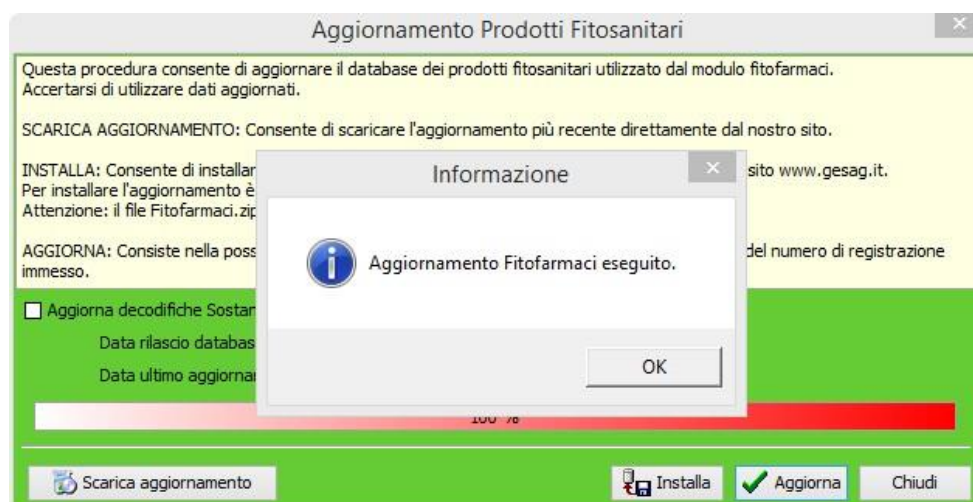 Aggiornamento Prodotti Fitosanitari
Questa procedura consente di aggiornare il database dei prodotti fitosanitari utilizzato dal modulo fitofarmaci.
Accertarsi di utilizzare dati aggiornati.
SCARICA AGGIORNAMENTO: Consente di scaricare l'aggiornamento più recente direttamente dal nostro sito.
INSTALLA: Consente di installar sito www.gesag.it.
Per installare l'aggiornamento è
Attenzione: il file Fitofarmaci.zip
AGGIORNA: Consiste nella poss del numero di registrazione
immesso.
Informazione
Aggiornamento Fitofarmaci eseguito.
OK
Aggiorna decodifiche Sostan
Data rilascio databas
Data ultimo aggiorna
100 %
Scarica aggiornamento
Installa
Aggiorna
Chiudi